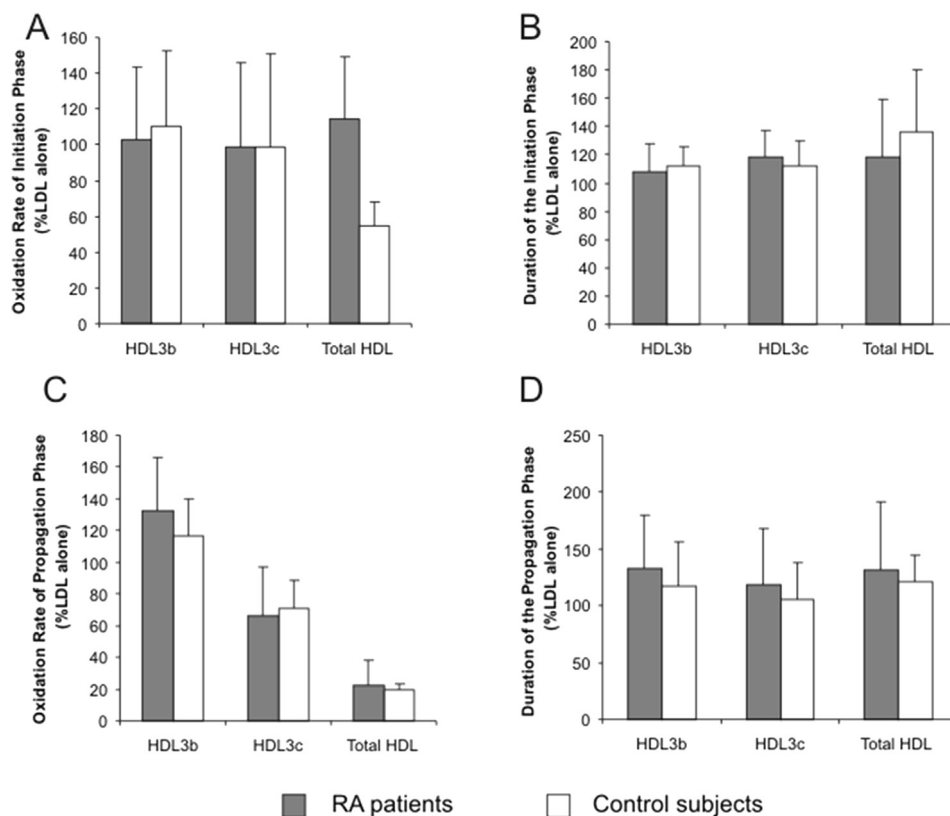 A
Oxidation Rate of Initiation Phase
(%LDL alone)
160
140
120
100
80
60
40
20
0
HDL3b HDL3c Total HDL
B
Duration of the Initation Phase
(%LDL alone)
200
180
160
140
120
100
80
60
40
20
0
HDL3b HDL3c Total HDL
C
Oxidation Rate of Propagation Phase
(%LDL alone)
180
160
140
120
100
80
60
40
20
0
HDL3b HDL3c Total HDL
D
Duration of the Propagation Phase
(%LDL alone)
250
200
150
100
50
0
HDL3b HDL3c Total HDL
RA patients Control subjects